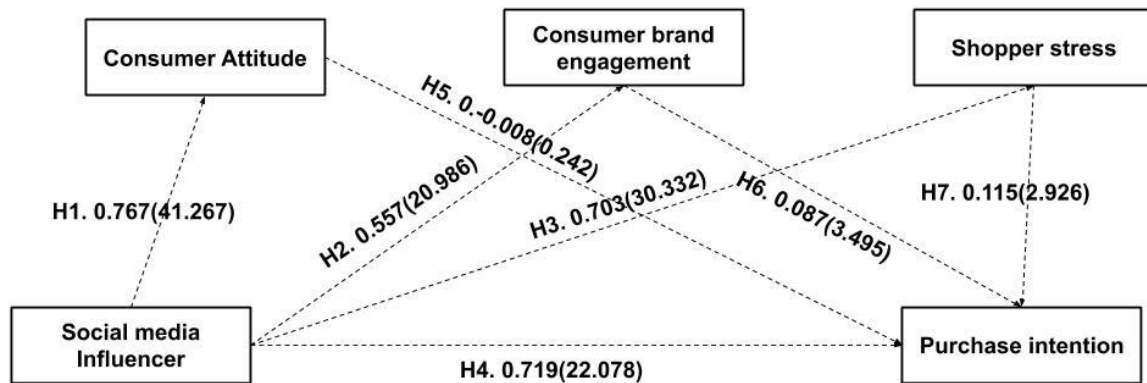 Consumer Attitude
Consumer brand
engagement
Shopper stress
H5. 0.-0.008(0.242)
H1. 0.767(41.267)
H2. 0.557(20.986)
H3. 0.703(30.332)
H6. 0.087(3.495)
H7. 0.115(2.926)
Social media
Influencer
Purchase intention
H4. 0.719(22.078)